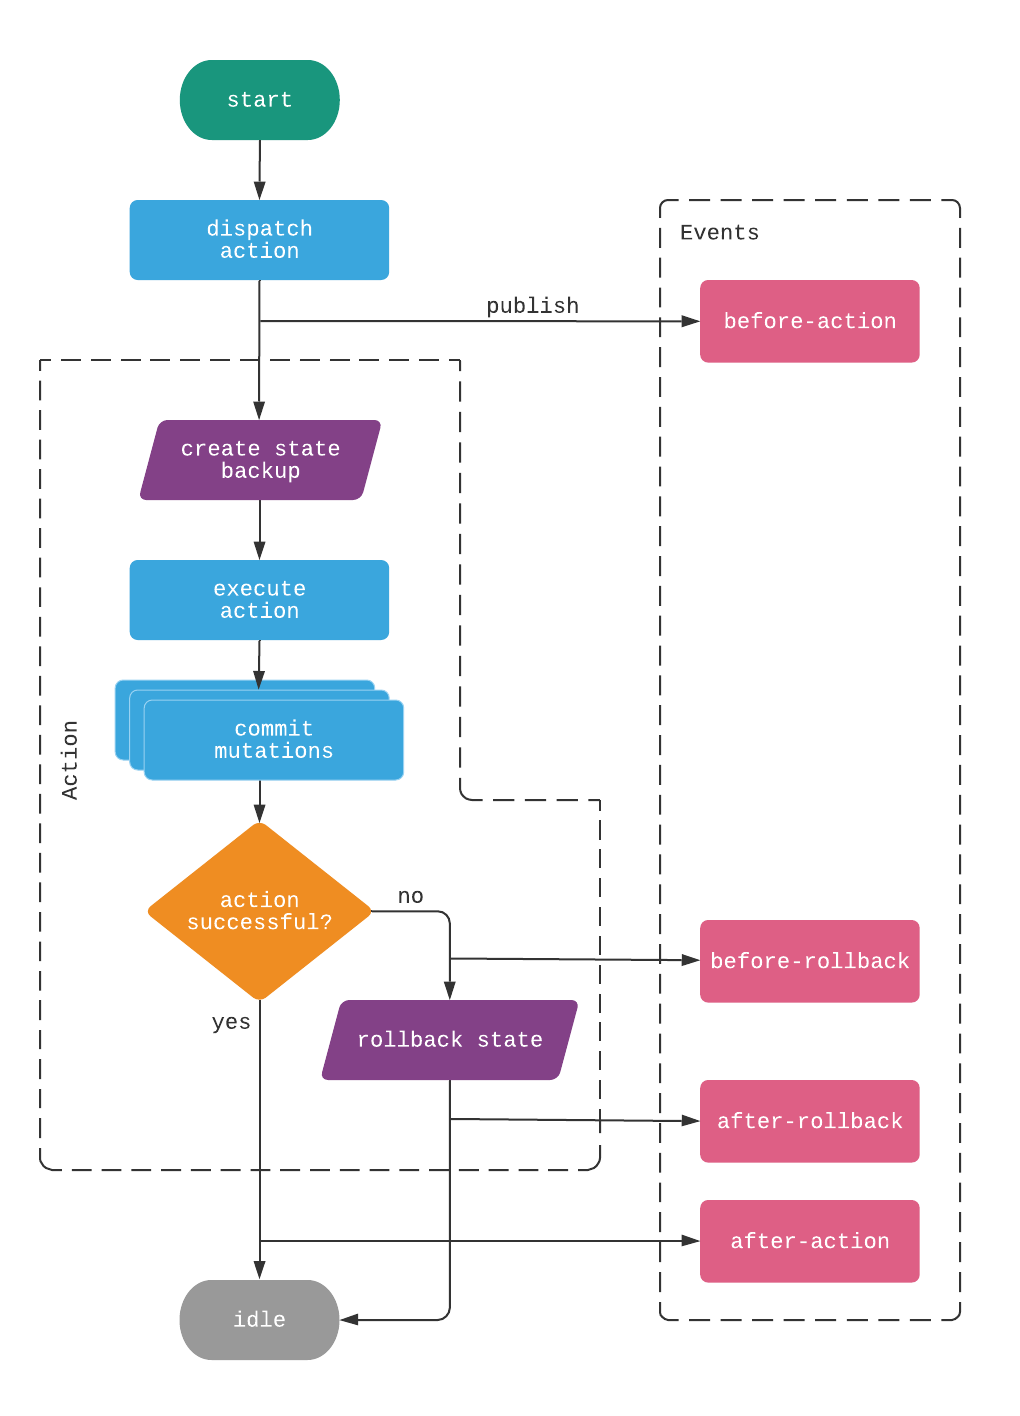 start
dispatch
action
Events
publish
before-action
create state
backup
execute
action
Action
commit
mutations
action
successful?
no
before-rollback
yes
rollback state
after-rollback
after-action
idle